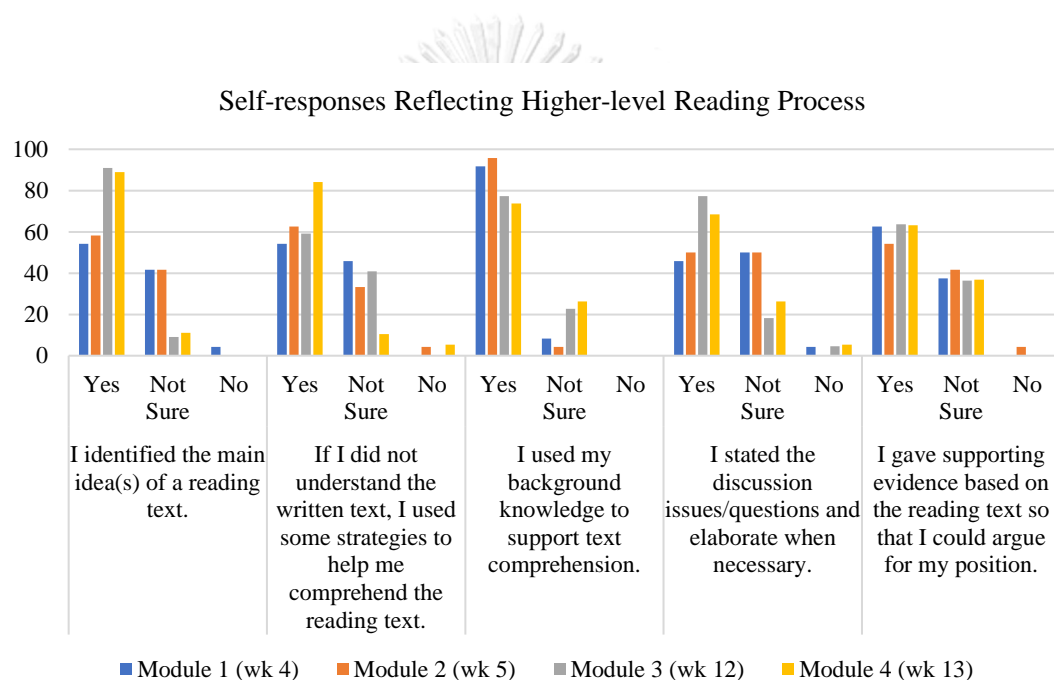 Self-responses Reflecting Higher-level Reading Process
100
80
60
40
20
0
Yes Not Sure No
Yes Not Sure No
Yes Not Sure No
Yes Not Sure No
Yes Not Sure No
I identified the main
idea(s) of a reading
text.
If I did not
understand the
written text, I used
some strategies to
help me
comprehend the
reading text.
I used my
background
knowledge to
support text
comprehension.
I stated the
discussion
issues/questions and
elaborate when
necessary.
I gave supporting
evidence based on
the reading text so
that I could argue
for my position.
Module 1 (wk 4) Module 2 (wk 5) Module 3 (wk 12) Module 4 (wk 13)